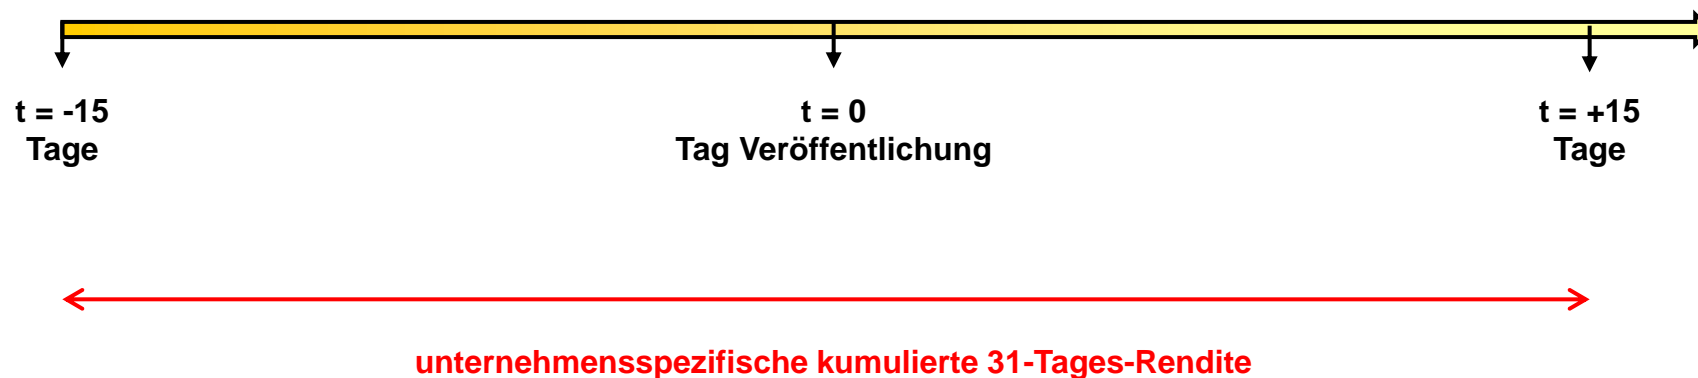 t = -15
Tage
t = 0
Tag Veröffentlichung
t = +15
Tage
unternehmensspezifische kumulierte 31-Tages-Rendite